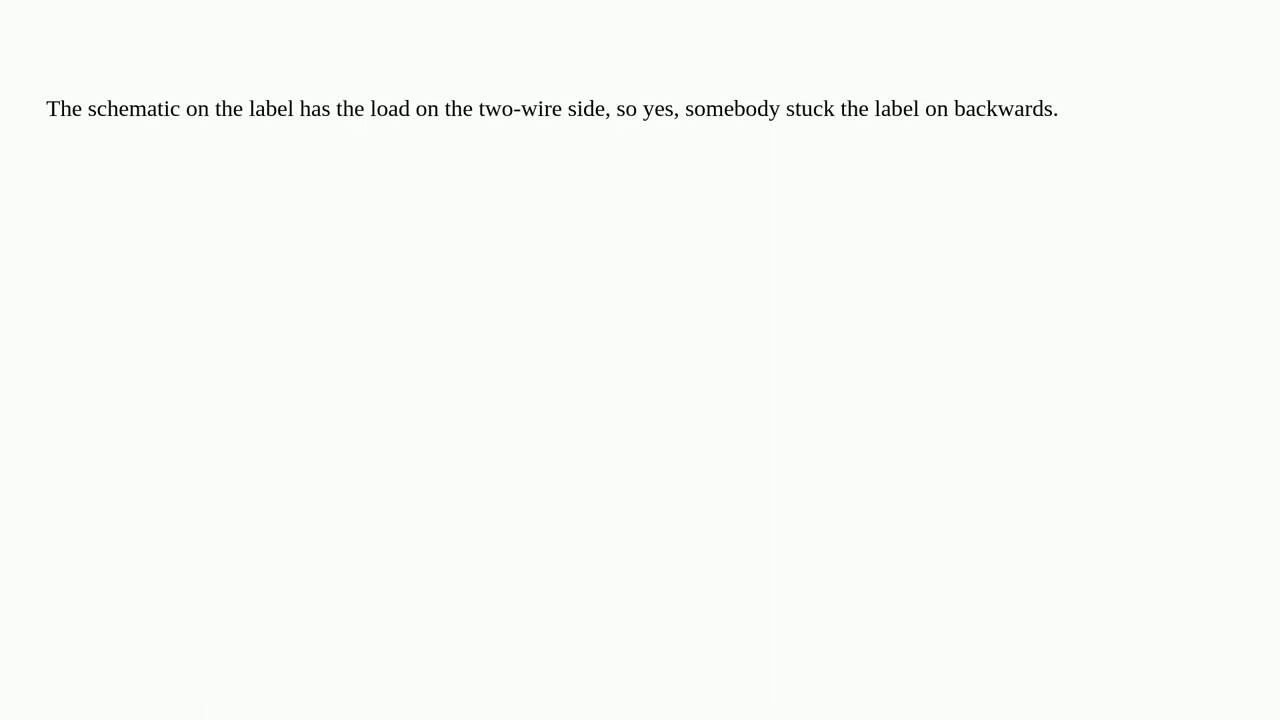 The schematic on the label has the load on the two-wire side, so yes, somebody stuck the label on backwards.